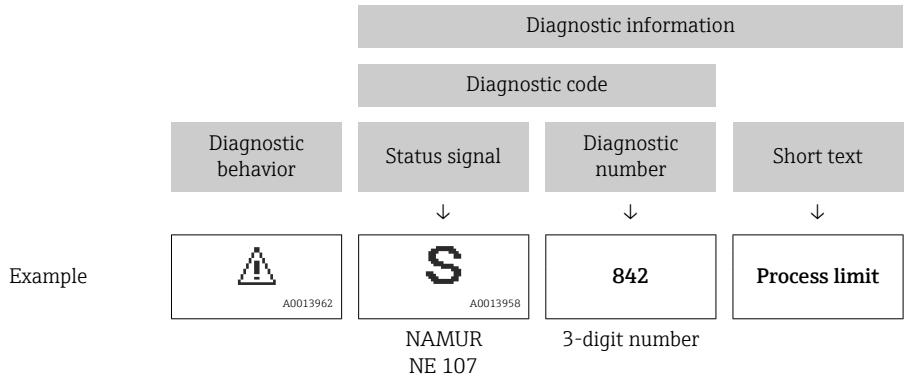 Diagnostic information
Diagnostic code
Diagnostic
behavior
Status signal
Diagnostic
number
Short text
↓
↓
↓
Example
A0013962
S
A0013958
842
Process limit
NAMUR
NE 107
3-digit number